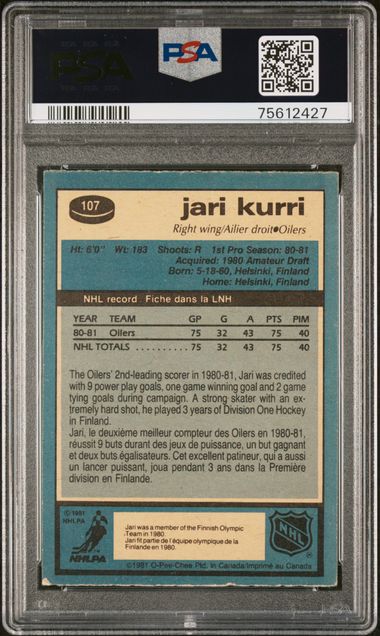 PSA
PSA
75612427
107
jari kurri
Right wing/Ailier droit•Oilers
Ht: 6'0" Wt: 183 Shoots: R 1st Pro Season: 80-81
Acquired: 1980 Amateur Draft
Born: 5-18-60, Helsinki, Finland
Home: Helsinki, Finland
NHL record Fiche dans la LNH
YEAR TEAM GP G A PTS PIM
80-81 Oilers 75 32 43 75 40
NHL TOTALS .......... 75 32 43 75 40
The Oilers' 2nd-leading scorer in 1980-81, Jari was credited
with 9 power play goals, one game winning goal and 2 game
tying goals during campaign. A strong skater with an ex-
tremely hard shot, he played 3 years of Division One Hockey
in Finland.
Jari, le deuxième meilleur compteur des Oilers en 1980-81,
réussit 9 buts durant des jeux de puissance, un but gagnant
et deux buts égalisateurs. Cet excellent patineur, qui a aussi
un lancer puissant, joua pendant 3 ans dans la Première
division en Finlande.
© 1981
NHLPA
NHLPA
Jari was a member of the Finnish Olympic
Team in 1980.
Jari fit partie de l'équipe olympique de la
Finlande en 1980.
NHL
©1981 O-Pee-Chee Ptd. In Canada/Imprimé au Canada